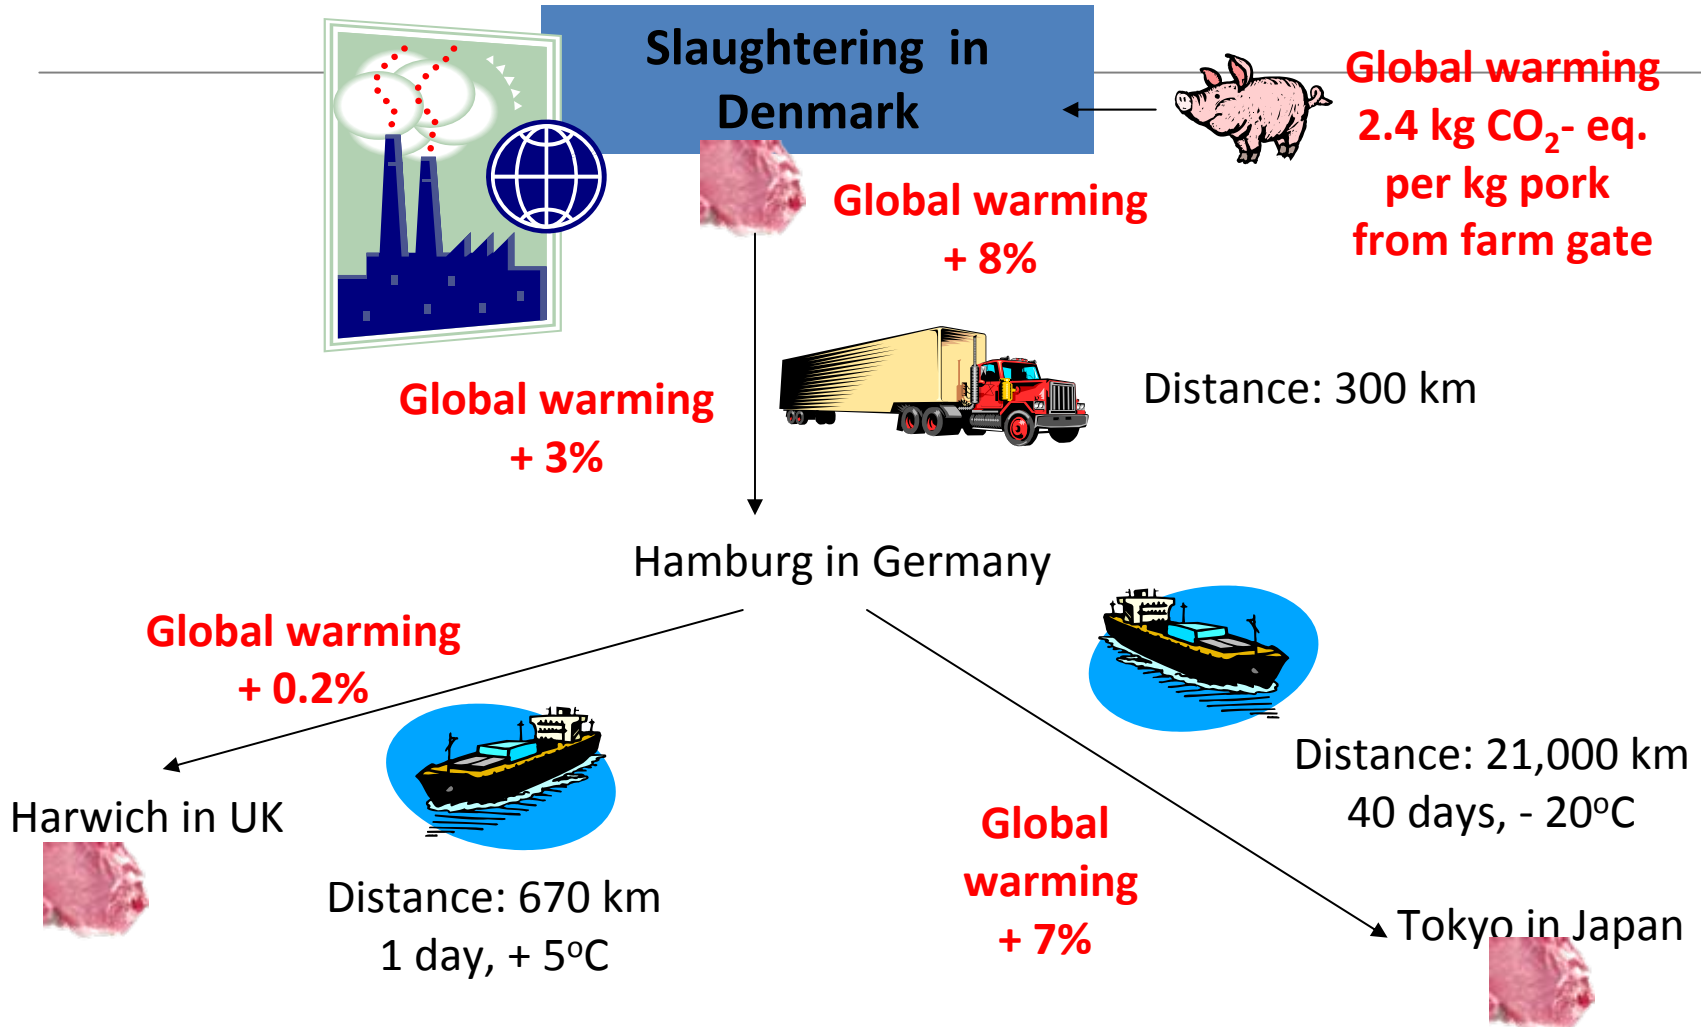 Slaughtering in
Denmark
Global warming
2.4 kg CO₂- eq.
per kg pork
from farm gate
Global warming
+ 8%
Global warming
+ 3%
Distance: 300 km
Hamburg in Germany
Global warming
+ 0.2%
Harwich in UK
Distance: 670 km
1 day, + 5°C
Distance: 21,000 km
40 days, - 20°C
Global
warming
+ 7%
Tokyo in Japan